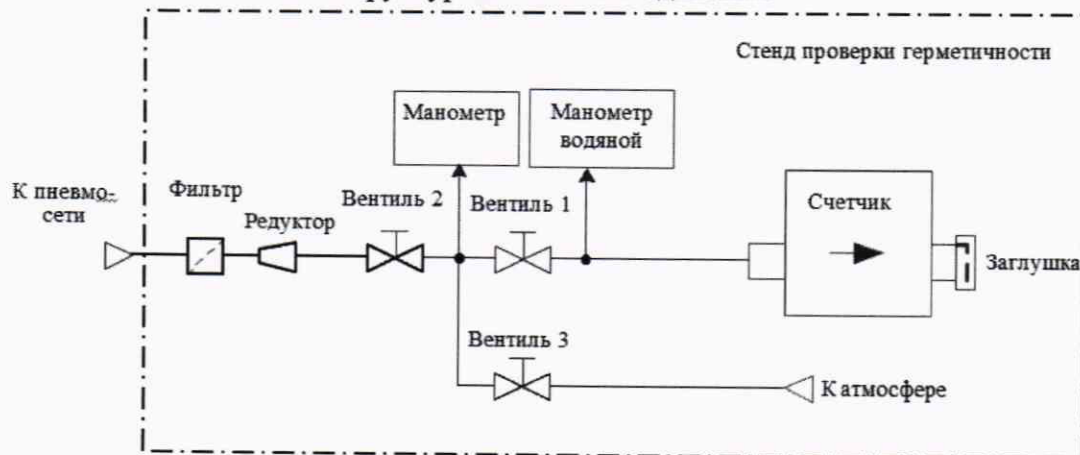 Стенд проверки герметичности
Манометр
Манометр
водяной
К пневмо-
сети
Фильтр
Редуктор
Вентиль 2
Вентиль 1
Счетчик
Заглушка
Вентиль 3
К атмосфере